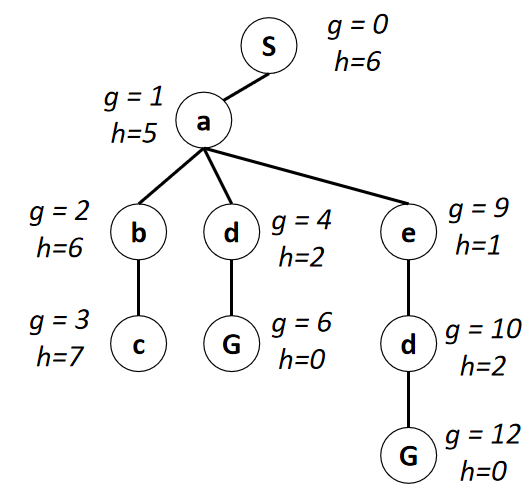 S
g = 0
h=6
g = 1
h=5
a
g = 2
h=6
b
d
g = 4
h=2
e
g = 9
h=1
g = 3
h=7
c
G
g = 6
h=0
d
g = 10
h=2
G
g = 12
h=0